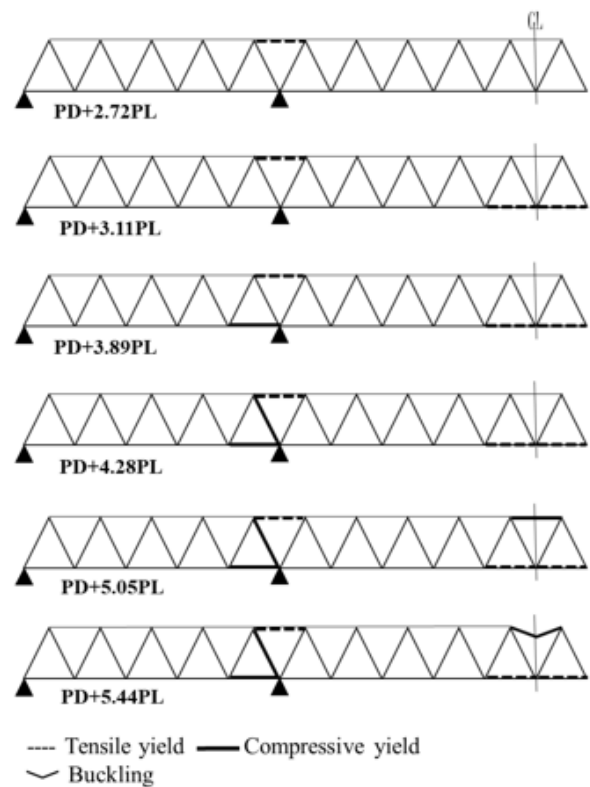 CL
PD+2.72PL
PD+3.11PL
PD+3.89PL
PD+4.28PL
PD+5.05PL
PD+5.44PL
Tensile yield
Compressive yield
Buckling